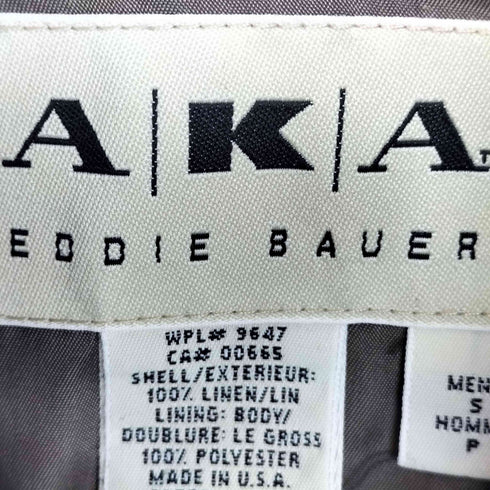 A|K|A™
EDDIE BAUER
WPL# 9647
CA# 00665
SHELL/EXTERIEUR:
100% LINEN/LIN
LINING: BODY/
DOUBLURE: LE GROSS
100% POLYESTER
MADE IN U.S.A.
MEN
S
HOMM
P